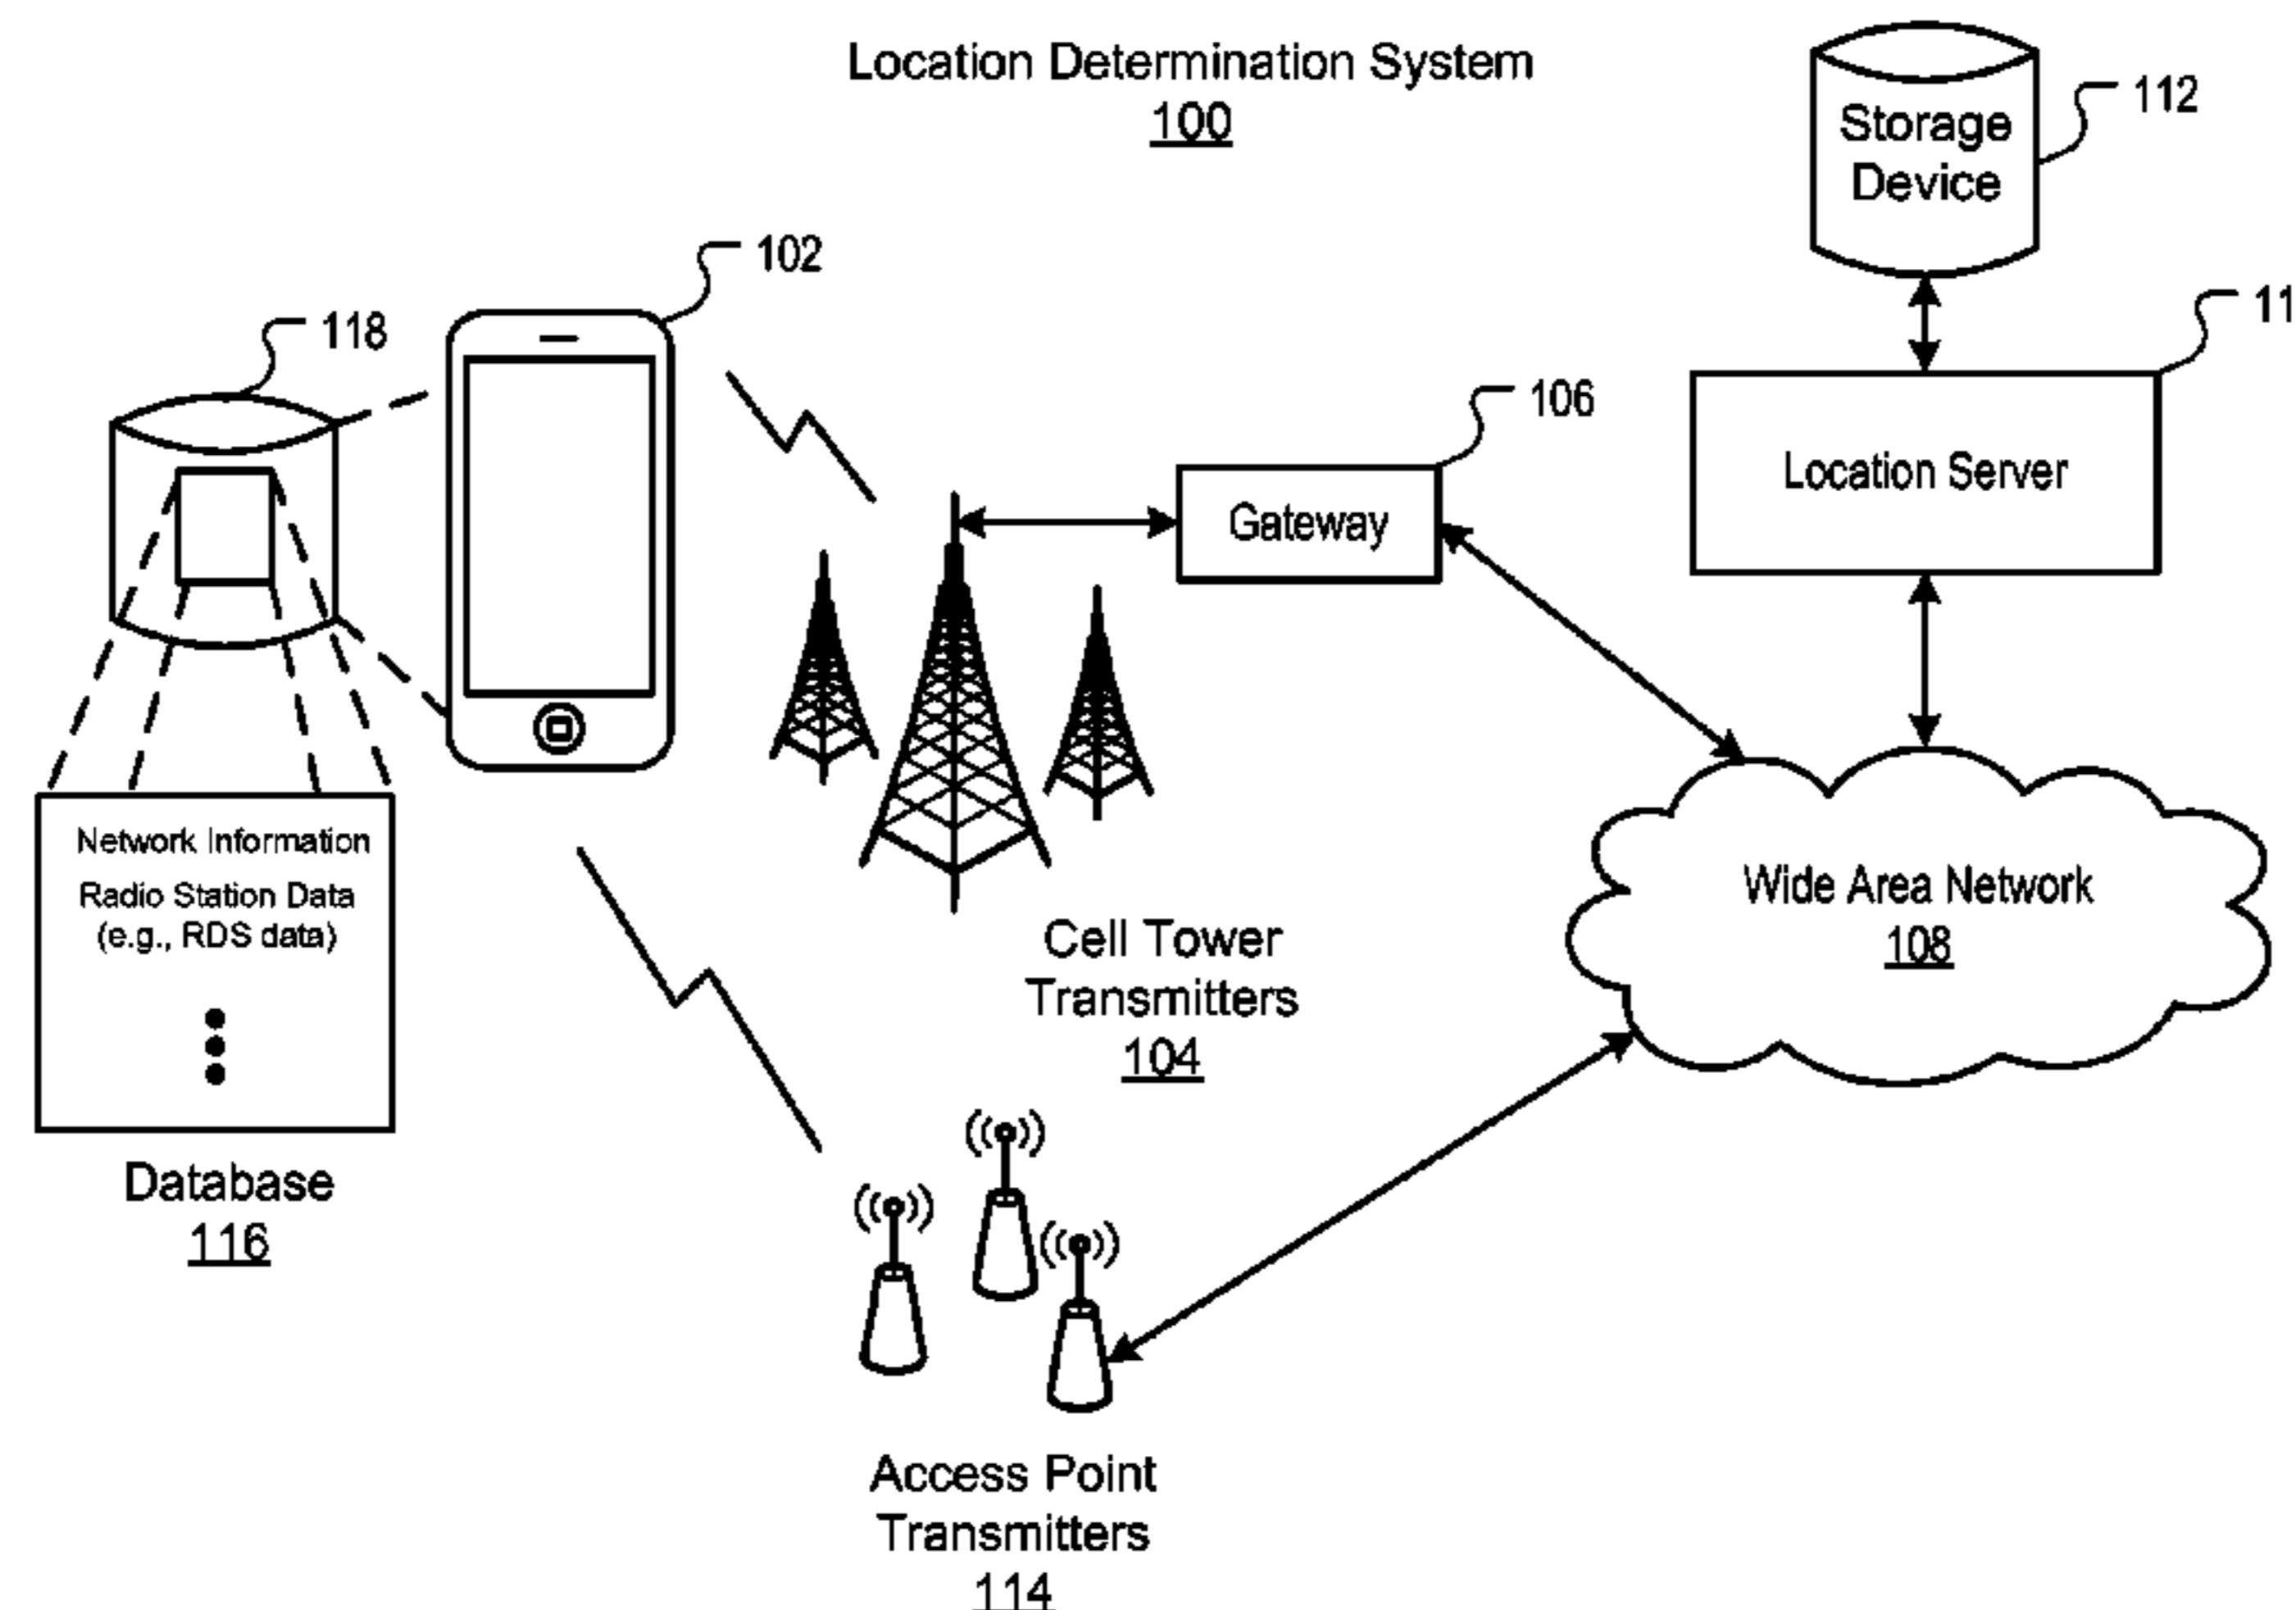 Location Determination System
100
Storage
Device
112
102
118
11
106
Location Server
Gateway
Network Information
Radio Station Data
(e.g., RDS data)
Wide Area Network
108
Cell Tower
Transmitters
104
Database
116
Access Point
Transmitters
114